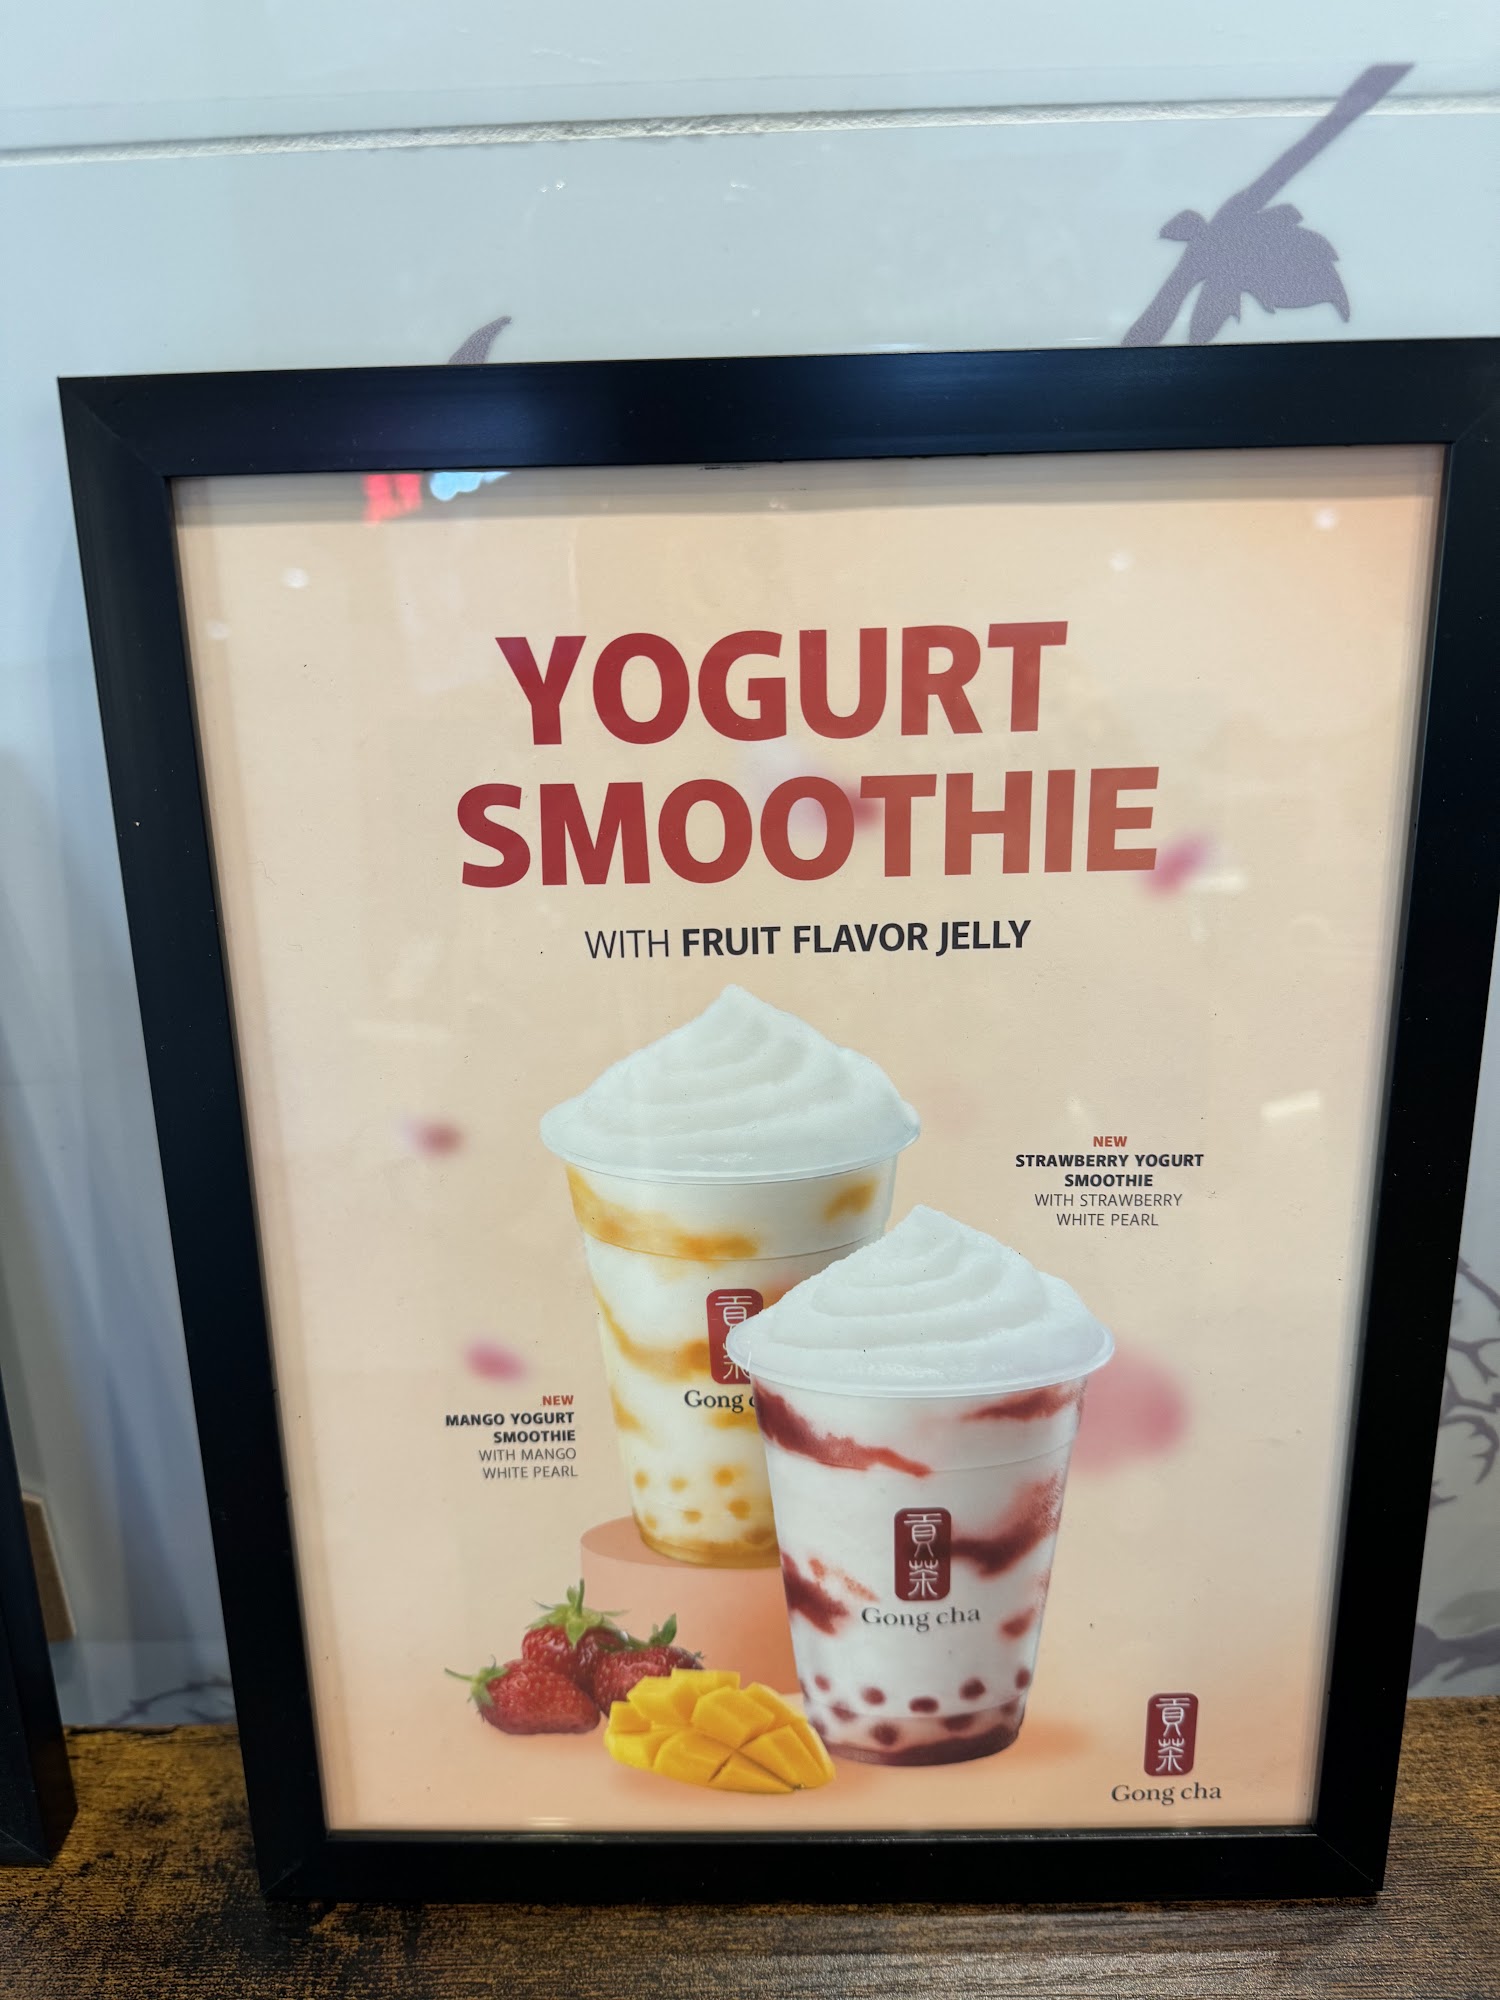 YOGURT
SMOOTHIE
WITH FRUIT FLAVOR JELLY
NEW
STRAWBERRY YOGURT
SMOOTHIE
WITH STRAWBERRY
WHITE PEARL
貢
茶
Gong c
NEW
MANGO YOGURT
SMOOTHIE
WITH MANGO
WHITE PEARL
貢
茶
Gong cha
貢
茶
Gong cha